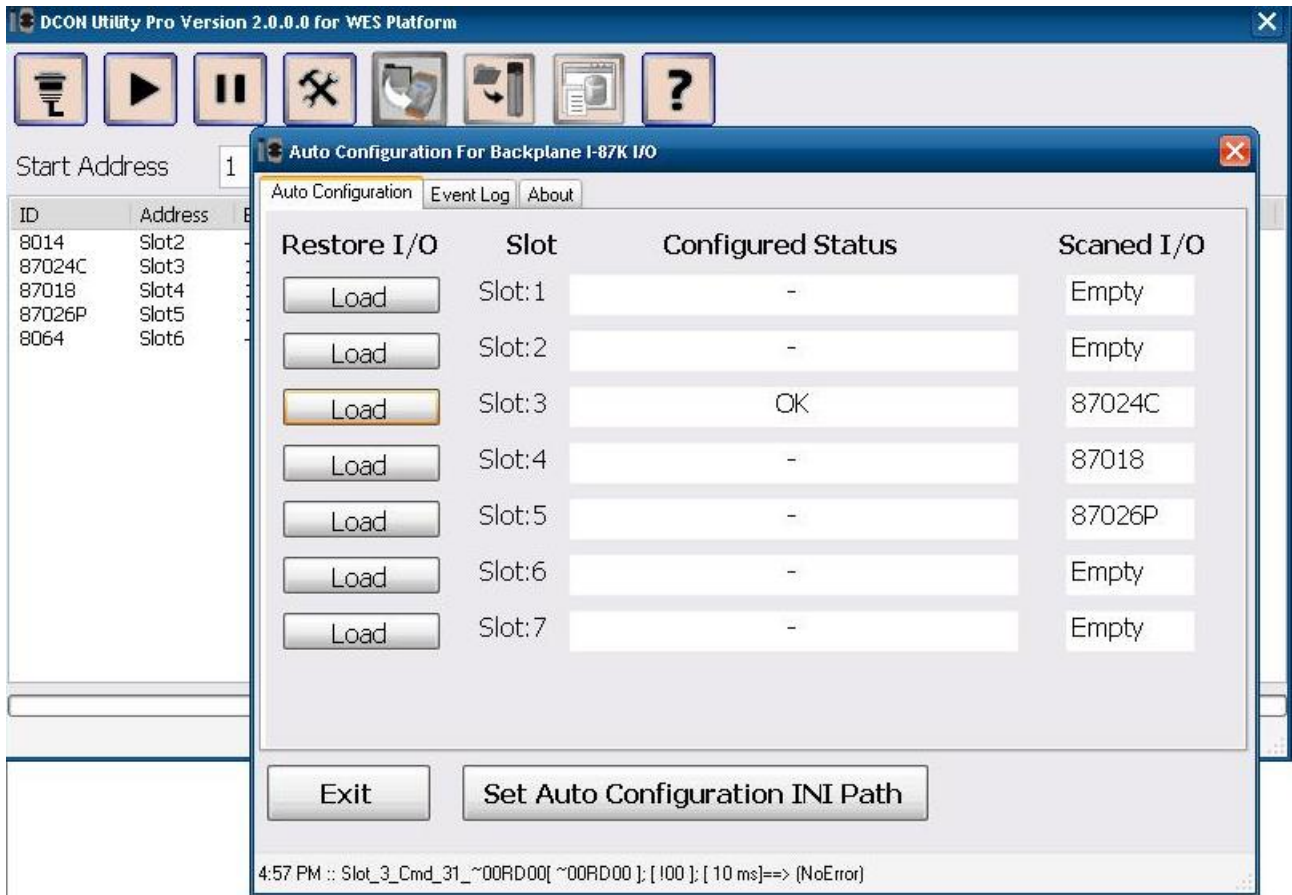 DCON Utility Pro Version 2.0.0.0 for WES Platform
?
Start Address 1
ID Address
8014 Slot2 -
87024C Slot3
87018 Slot4
87026P Slot5
8064 Slot6 -
Auto Configuration For Backplane I-87K I/O
Auto Configuration Event Log About
Restore I/O Slot Configured Status Scaned I/O
Load Slot:1 - Empty
Load Slot:2 - Empty
Load Slot:3 OK 87024C
Load Slot:4 - 87018
Load Slot:5 - 87026P
Load Slot:6 - Empty
Load Slot:7 - Empty
Exit Set Auto Configuration INI Path
4:57 PM :: Slot_3_Cmd_31_~00RD00[ ~00RD00 ]; [ !00 ]; [ 10 ms]==> (NoError)